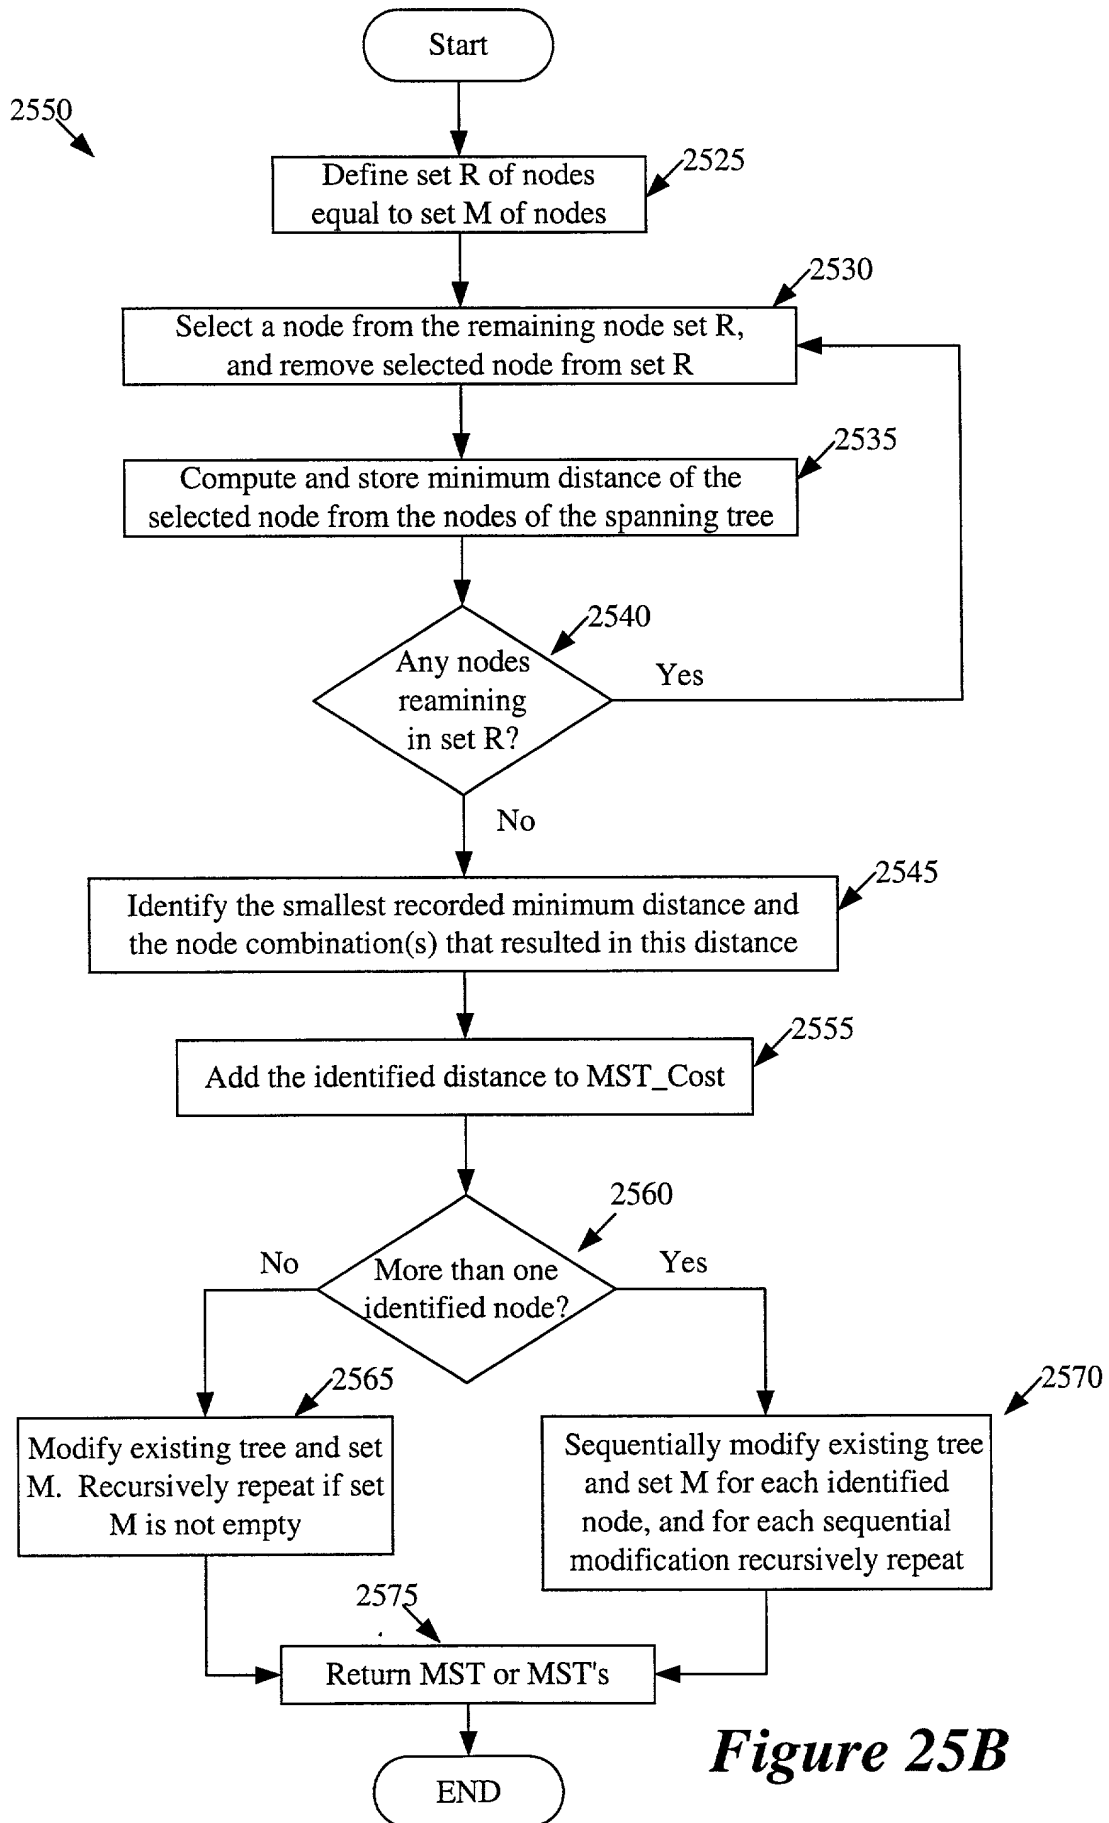 Start
2550
2525
Define set R of nodes
equal to set M of nodes
2530
Select a node from the remaining node set R,
and remove selected node from set R
2535
Compute and store minimum distance of the
selected node from the nodes of the spanning tree
2540
Any nodes
reamining
in set R?
Yes
No
2545
Identify the smallest recorded minimum distance and
the node combination(s) that resulted in this distance
2555
Add the identified distance to MST_Cost
2560
No
More than one
identified node?
Yes
2565
Modify existing tree and set
M. Recursively repeat if set
M is not empty
2570
Sequentially modify existing tree
and set M for each identified
node, and for each sequential
modification recursively repeat
2575
Return MST or MST's
END
Figure 25B